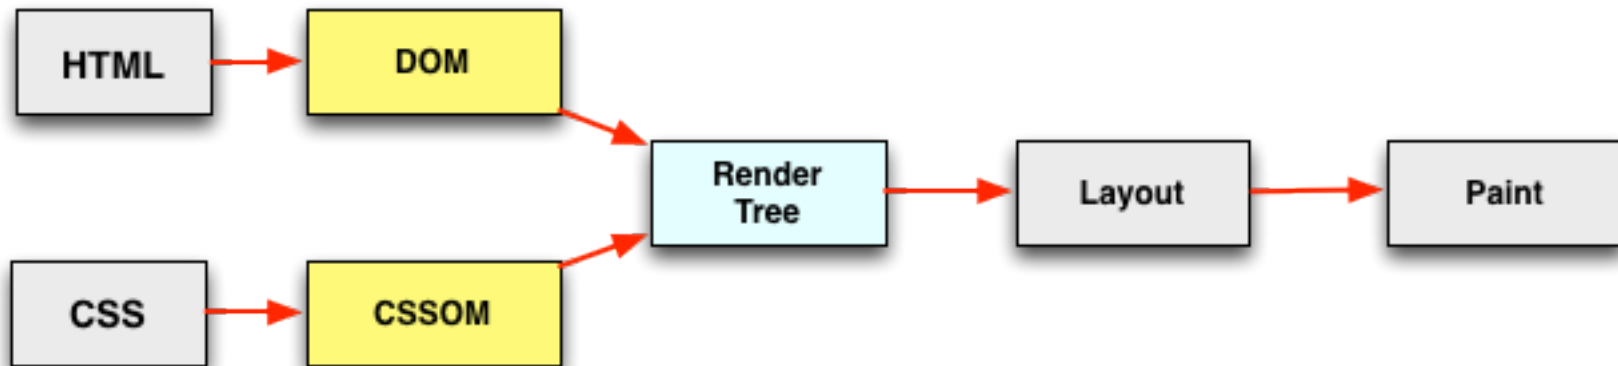 HTML
DOM
Render
Tree
Layout
Paint
CSS
CSSOM